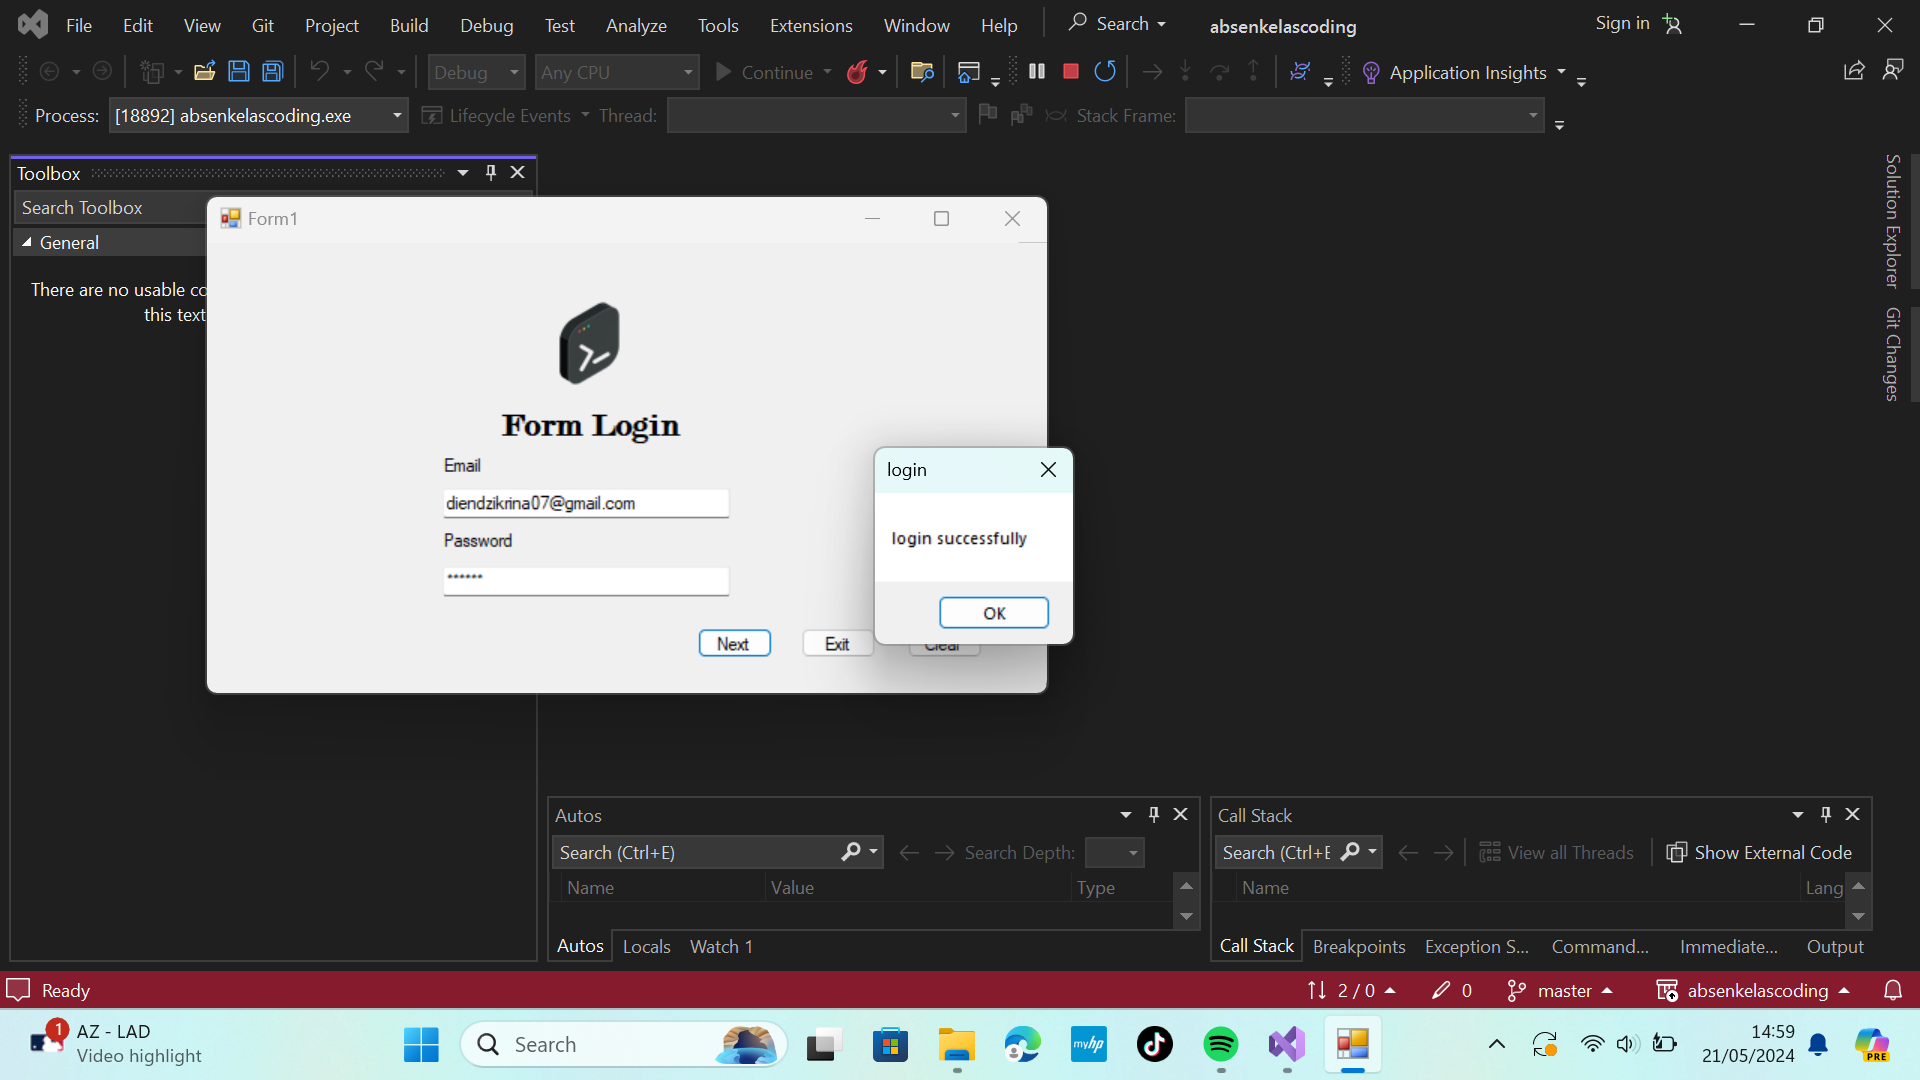 File Edit View Git Project Build Debug Test Analyze Tools Extensions Window Help Search absenkelascoding Sign in
Debug Any CPU Continue Application Insights
Process: [18892] absenkelascoding.exe Lifecycle Events Thread: Stack Frame:
Toolbox
Search Toolbox
General
There are no usable co
this text
Form1
Form Login
Email
diendzikrina07@gmail.com
Password
******
Next Exit Clear
login
login successfully
OK
Solution Explorer
Git Changes
Autos
Search (Ctrl+E) Search Depth:
Name Value Type
Autos Locals Watch 1
Call Stack
Search (Ctrl+E View all Threads Show External Code
Name Lang
Call Stack Breakpoints Exception S... Command... Immediate... Output
Ready 2 / 0 0 master absenkelascoding
1 AZ - LAD
Video highlight
Search
myhp
14:59
21/05/2024
PRE